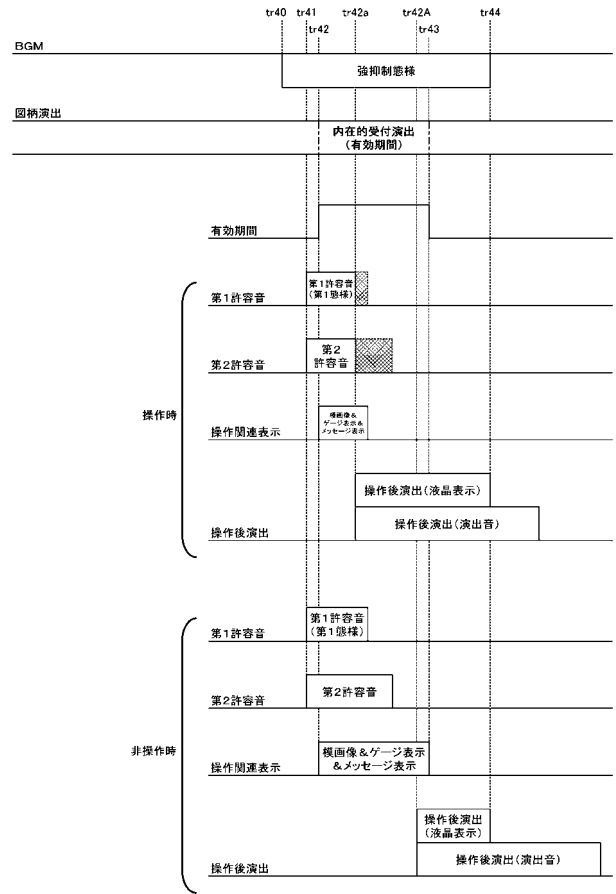 tr40 tr41 tr42a tr42A tr44
tr42 tr43
BGM
強抑制態様
図柄演出
内在的受付演出
(有効期間)
有効期間
操作時
第1許容音
第1許容音
(第1態様)
第2許容音
第2
許容音
操作関連表示
模画像&
ゲージ表示&
メッセージ表示
操作後演出(液晶表示)
操作後演出(演出音)
操作後演出
非操作時
第1許容音
第1許容音
(第1態様)
第2許容音
第2許容音
操作関連表示
模画像&ゲージ表示
&メッセージ表示
操作後演出
(液晶表示)
操作後演出(演出音)
操作後演出